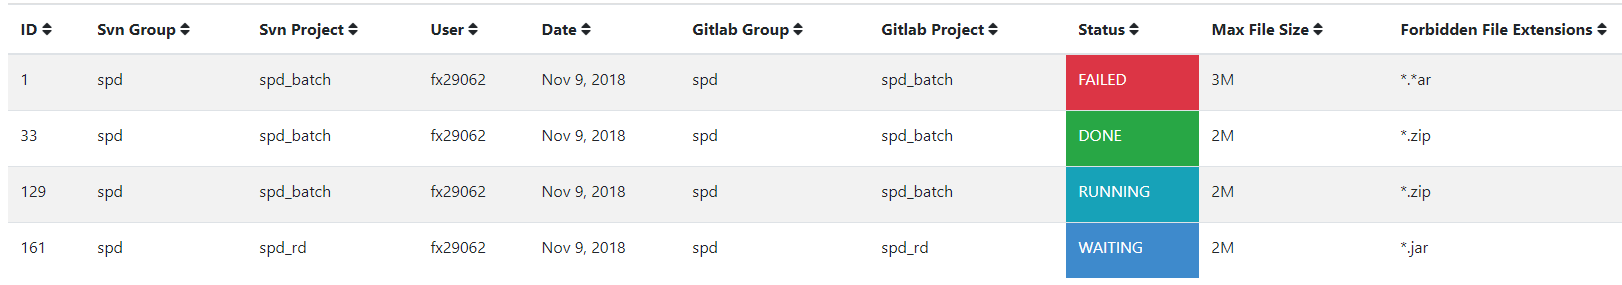 ID Svn Group Svn Project User Date Gitlab Group Gitlab Project Status Max File Size Forbidden File Extensions
1 spd spd_batch fx29062 Nov 9, 2018 spd spd_batch FAILED 3M *.*ar
33 spd spd_batch fx29062 Nov 9, 2018 spd spd_batch DONE 2M *.zip
129 spd spd_batch fx29062 Nov 9, 2018 spd spd_batch RUNNING 2M *.zip
161 spd spd_rd fx29062 Nov 9, 2018 spd spd_rd WAITING 2M *.jar